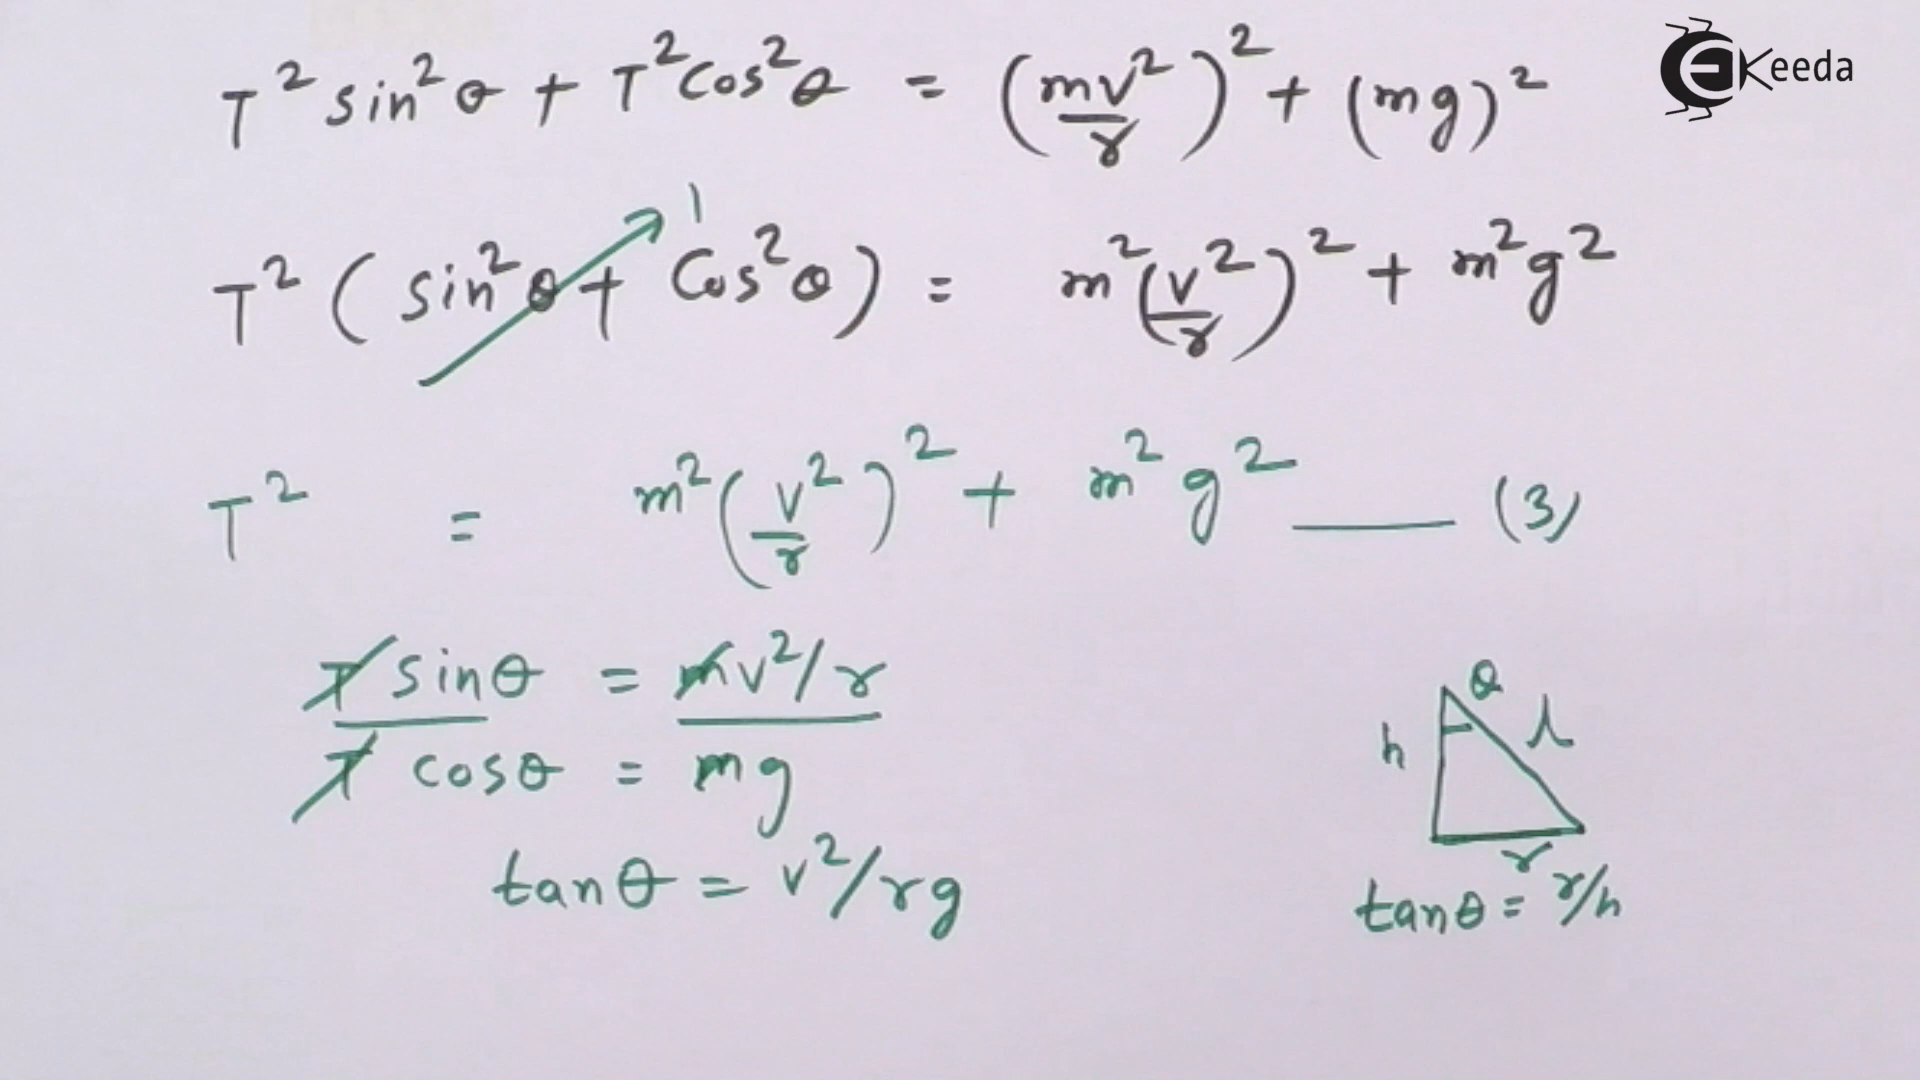 EKeeda
T² sin²θ + T² Cos²θ = (mv²/r)² + (mg)²
1
T² ( sin²θ + Cos²θ ) = m² (v²/r)² + m²g²
T² = m² (v²/r)² + m²g² —— (3)
T sinθ = mv²/r
T cosθ = mg
tanθ = v²/rg
θ
h l
r
tanθ = r/h